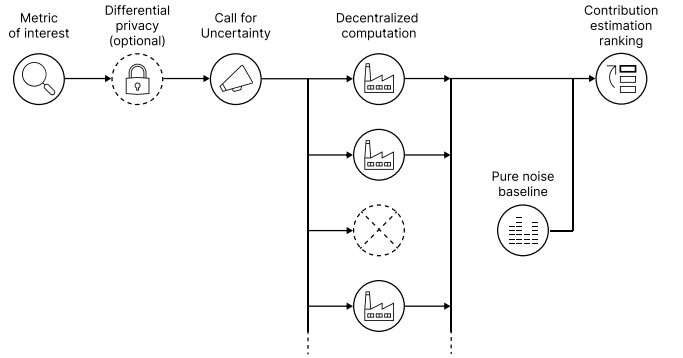 Metric
of interest
Differential
privacy
(optional)
Call for
Uncertainty
Decentralized
computation
Contribution
estimation
ranking
Pure noise
baseline